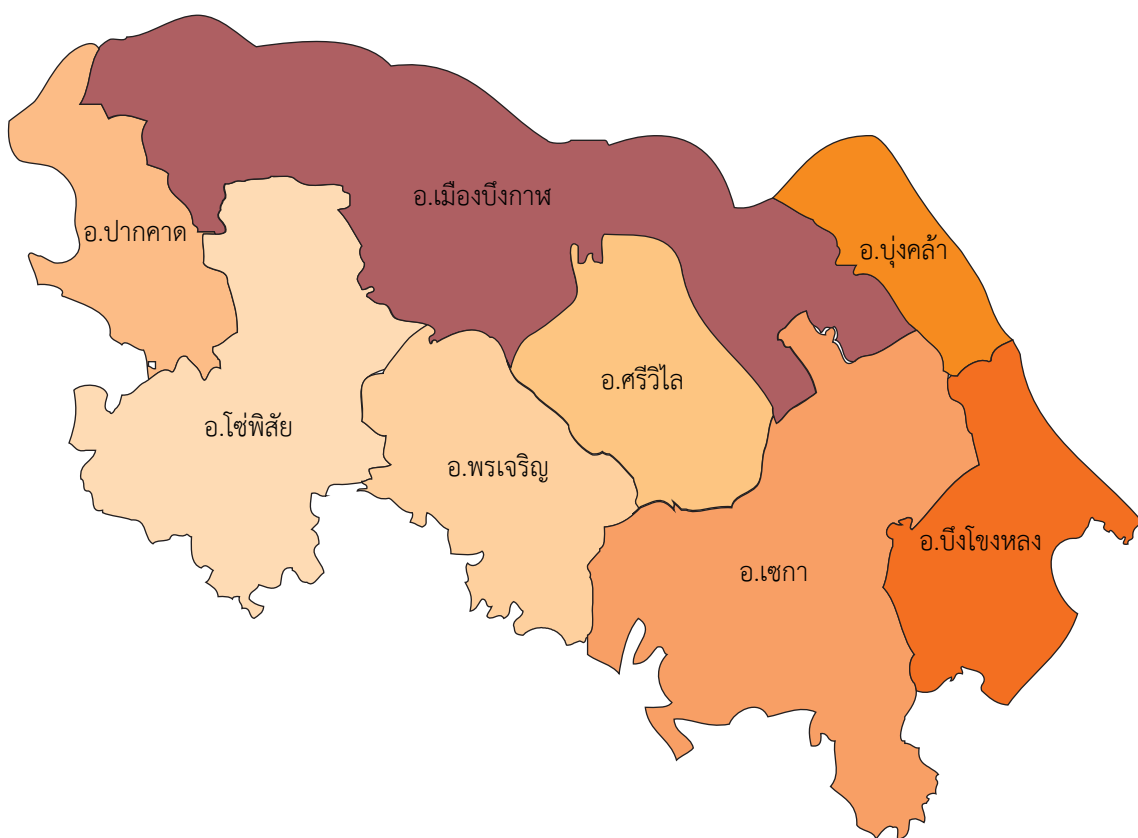 อ.เมืองบึงกาฬ
อ.ปากคาด
อ.บุ่งคล้า
อ.ศรีวิไล
อ.โซ่พิสัย
อ.พรเจริญ
อ.บึงโขงหลง
อ.เซกา